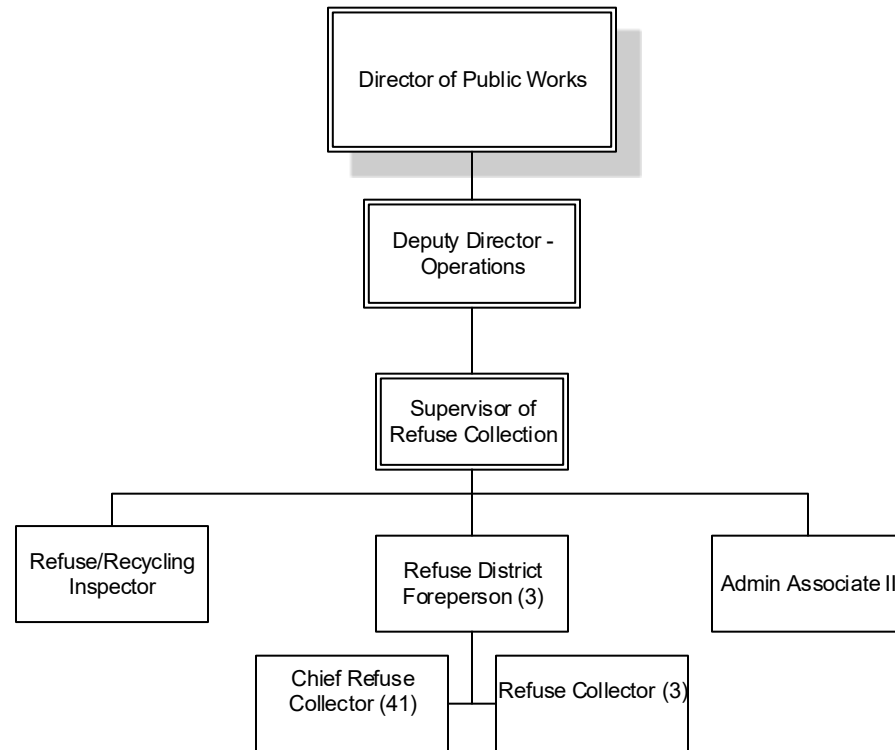 Director of Public Works
Deputy Director -
Operations
Supervisor of
Refuse Collection
Refuse/Recycling
Inspector
Refuse District
Foreperson (3)
Admin Associate II
Chief Refuse
Collector (41)
Refuse Collector (3)